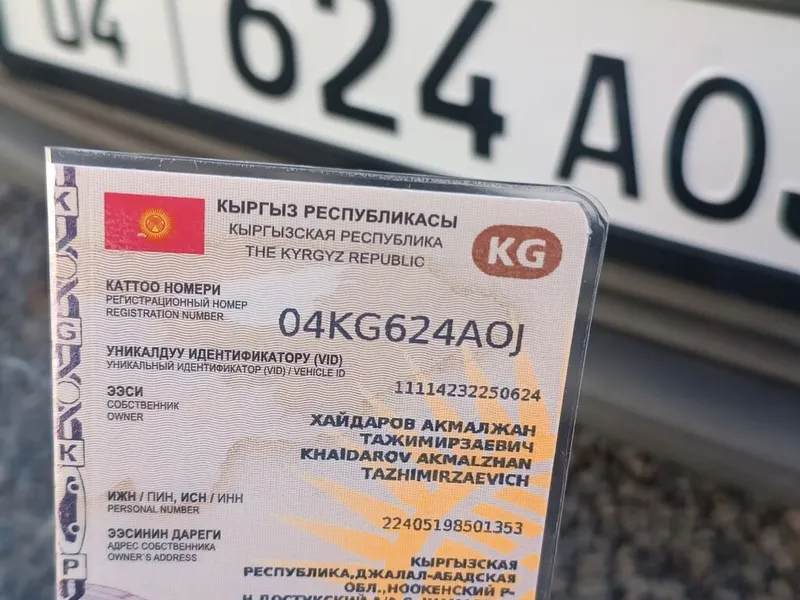 04 624 AOJ
КЫРГЫЗ РЕСПУБЛИКАСЫ
КЫРГЫЗСКАЯ РЕСПУБЛИКА
THE KYRGYZ REPUBLIC
KG
КАТТОО НОМЕРИ
РЕГИСТРАЦИОННЫЙ НОМЕР
REGISTRATION NUMBER
04KG624AOJ
УНИКАЛДУУ ИДЕНТИФИКАТОРУ (VID)
УНИКАЛЬНЫЙ ИДЕНТИФИКАТОР (VID) / VEHICLE ID
11114232250624
ЭЭСИ
СОБСТВЕННИК
OWNER
ХАЙДАРОВ АКМАЛЖАН
ТАЖИМИРЗАЕВИЧ
KHAIDAROV AKMALZHAN
TAZHIMIRZAEVICH
ИЖН / ПИН, ИСН / ИНН
PERSONAL NUMBER
22405198501353
ЭЭСИНИН ДАРЕГИ
АДРЕС СОБСТВЕННИКА
OWNER'S ADDRESS
КЫРГЫЗСКАЯ
РЕСПУБЛИКА,ДЖАЛАЛ-АБАДСКАЯ
ОБЛ.,НООКЕНСКИЙ Р-